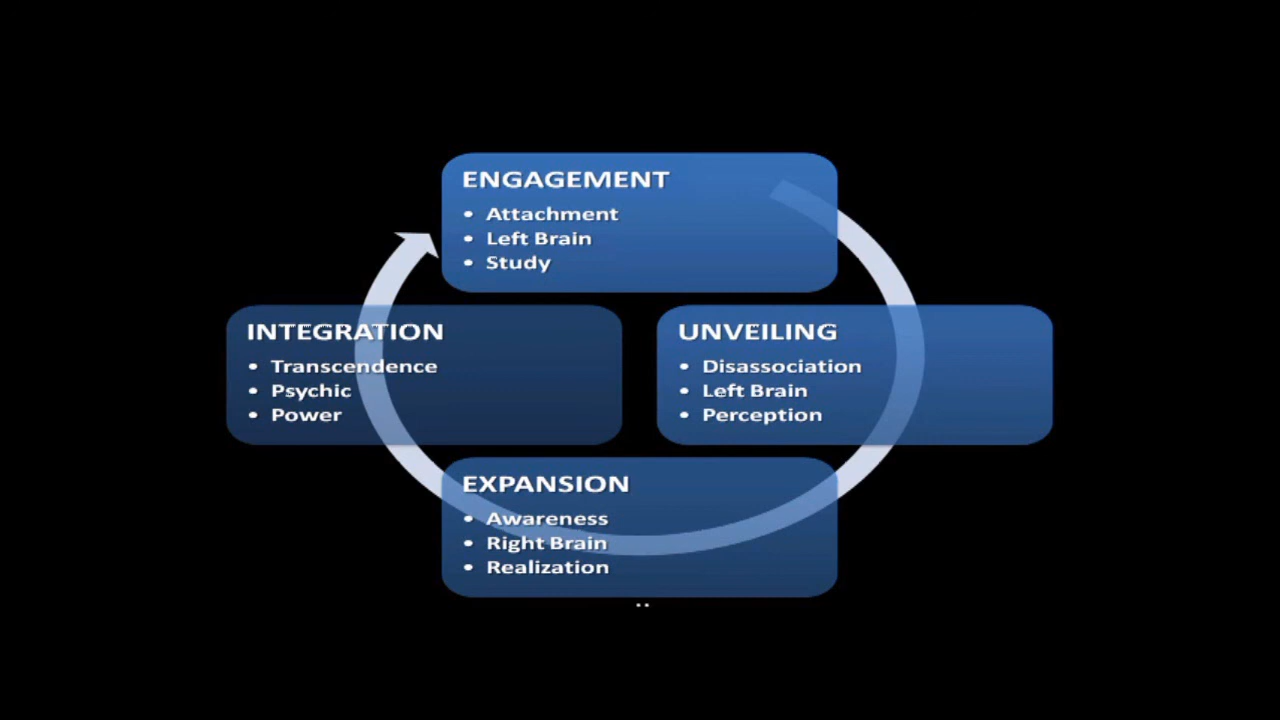 ENGAGEMENT
• Attachment
• Left Brain
• Study
INTEGRATION
• Transcendence
• Psychic
• Power
UNVEILING
• Disassociation
• Left Brain
• Perception
EXPANSION
• Awareness
• Right Brain
• Realization
..